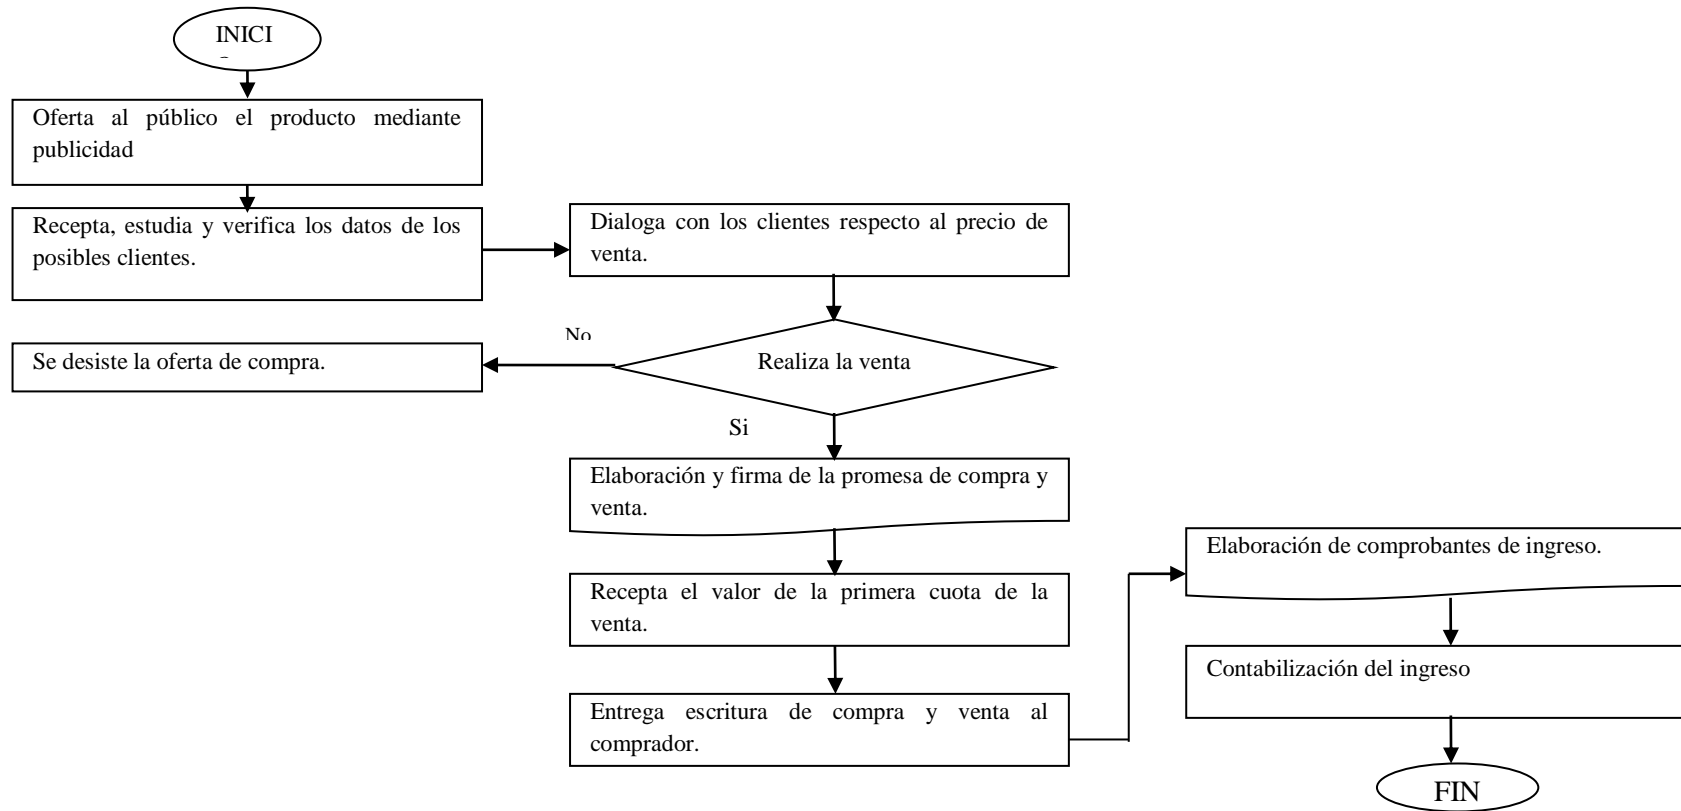 INICI
Oferta al público el producto mediante
publicidad
Recepta, estudia y verifica los datos de los
posibles clientes.
Dialoga con los clientes respecto al precio de
venta.
No
Se desiste la oferta de compra.
Realiza la venta
Si
Elaboración y firma de la promesa de compra y
venta.
Recepta el valor de la primera cuota de la
venta.
Entrega escritura de compra y venta al
comprador.
Elaboración de comprobantes de ingreso.
Contabilización del ingreso
FIN